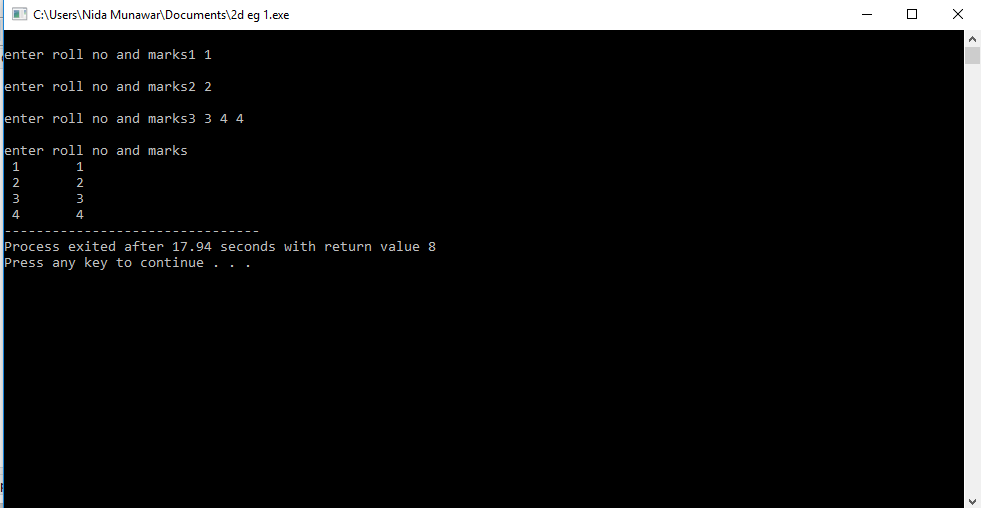 C:\Users\Nida Munawar\Documents\2d eg 1.exe
enter roll no and marks1 1
enter roll no and marks2 2
enter roll no and marks3 3 4 4
enter roll no and marks
1 1
2 2
3 3
4 4
--------------------------------
Process exited after 17.94 seconds with return value 8
Press any key to continue . . .